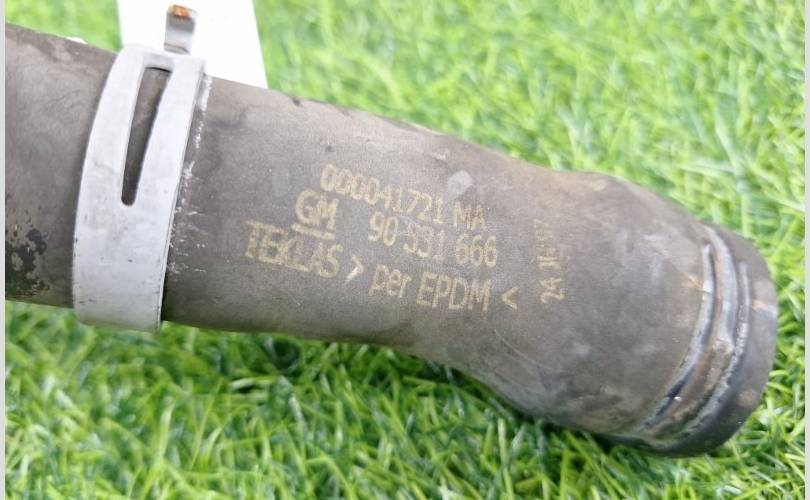 000041721 MA
GM 90 531 666
TEKLAS > per EPDM <